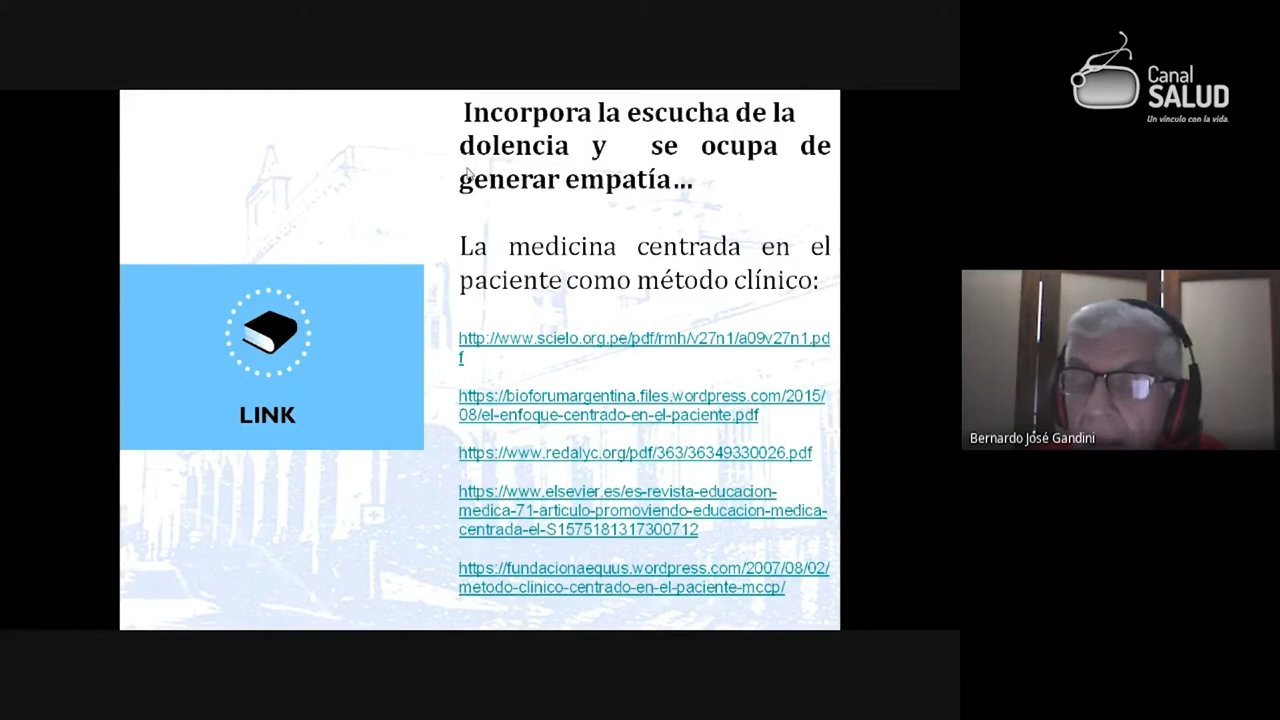 Canal
SALUD
Un vínculo con la vida.
Incorpora la escucha de la
dolencia y se ocupa de
generar empatía...
La medicina centrada en el
paciente como método clínico:
http://www.scielo.org.pe/pdf/rmh/v27n1/a09v27n1.pd
f
https://bioforumargentina.files.wordpress.com/2015/
08/el-enfoque-centrado-en-el-paciente.pdf
https://www.redalyc.org/pdf/363/36349330026.pdf
https://www.elsevier.es/es-revista-educacion-
medica-71-articulo-promoviendo-educacion-medica-
centrada-el-S1575181317300712
https://fundacionaequus.wordpress.com/2007/08/02/
metodo-clinico-centrado-en-el-paciente-mccp/
LINK
Bernardo José Gandini